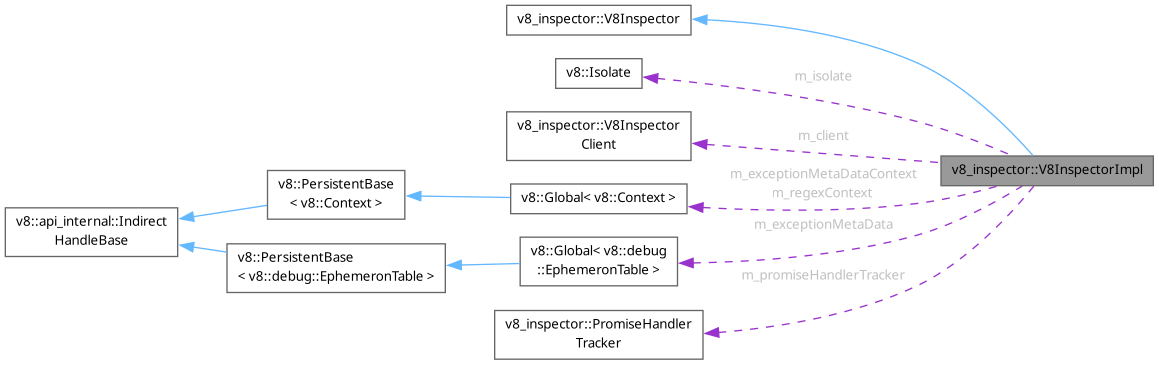 v8_inspector::V8Inspector
v8::Isolate
m_isolate
v8_inspector::V8Inspector
Client
m_client
v8_inspector::V8InspectorImpl
v8::PersistentBase
< v8::Context >
v8::Global< v8::Context >
m_exceptionMetaDataContext
m_regexContext
v8::api_internal::Indirect
HandleBase
v8::PersistentBase
< v8::debug::EphemeronTable >
v8::Global< v8::debug
::EphemeronTable >
m_exceptionMetaData
m_promiseHandlerTracker
v8_inspector::PromiseHandler
Tracker